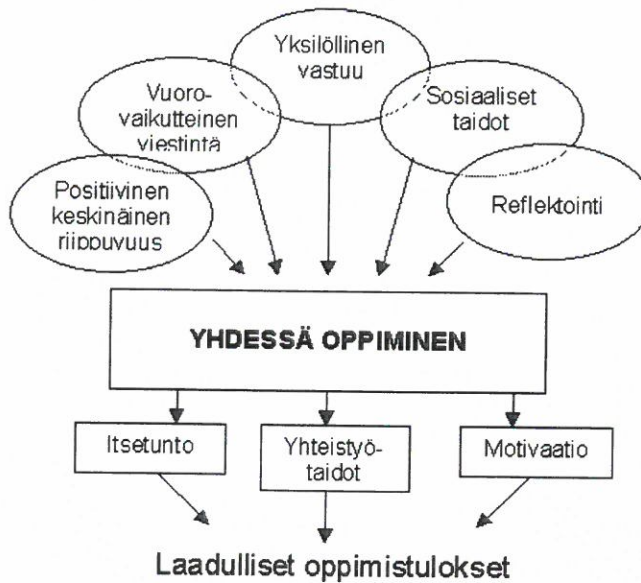 Yksilöllinen
vastuu
Vuoro-
vaikutteinen
viestintä
Sosiaaliset
taidot
Positiivinen
keskinäinen
riippuvuus
Reflektointi
YHDESSÄ OPPIMINEN
Itsetunto
Yhteistyö-
taidot
Motivaatio
Laadulliset oppimistulokset